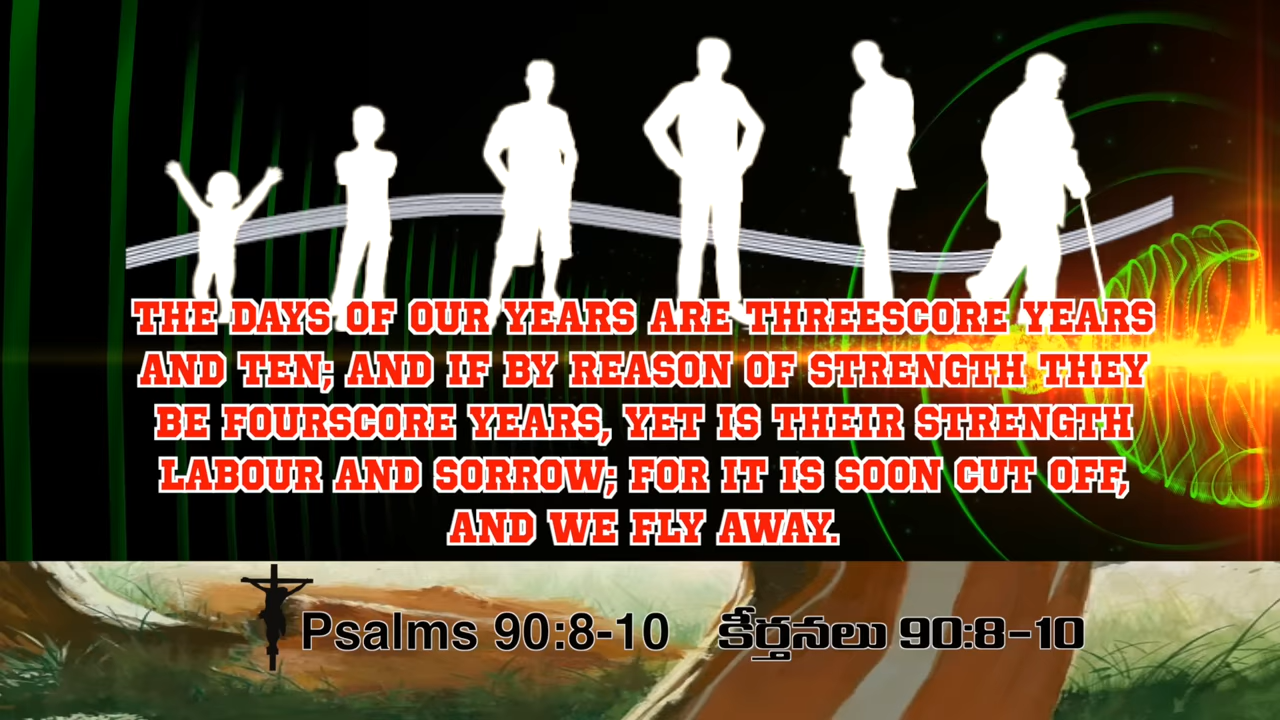 THE DAYS OF OUR YEARS ARE THREESCORE YEARS
AND TEN; AND IF BY REASON OF STRENGTH THEY
BE FOURSCORE YEARS, YET IS THEIR STRENGTH
LABOUR AND SORROW; FOR IT IS SOON CUT OFF,
AND WE FLY AWAY.
Psalms 90:8-10 కీర్తనలు 90:8-10